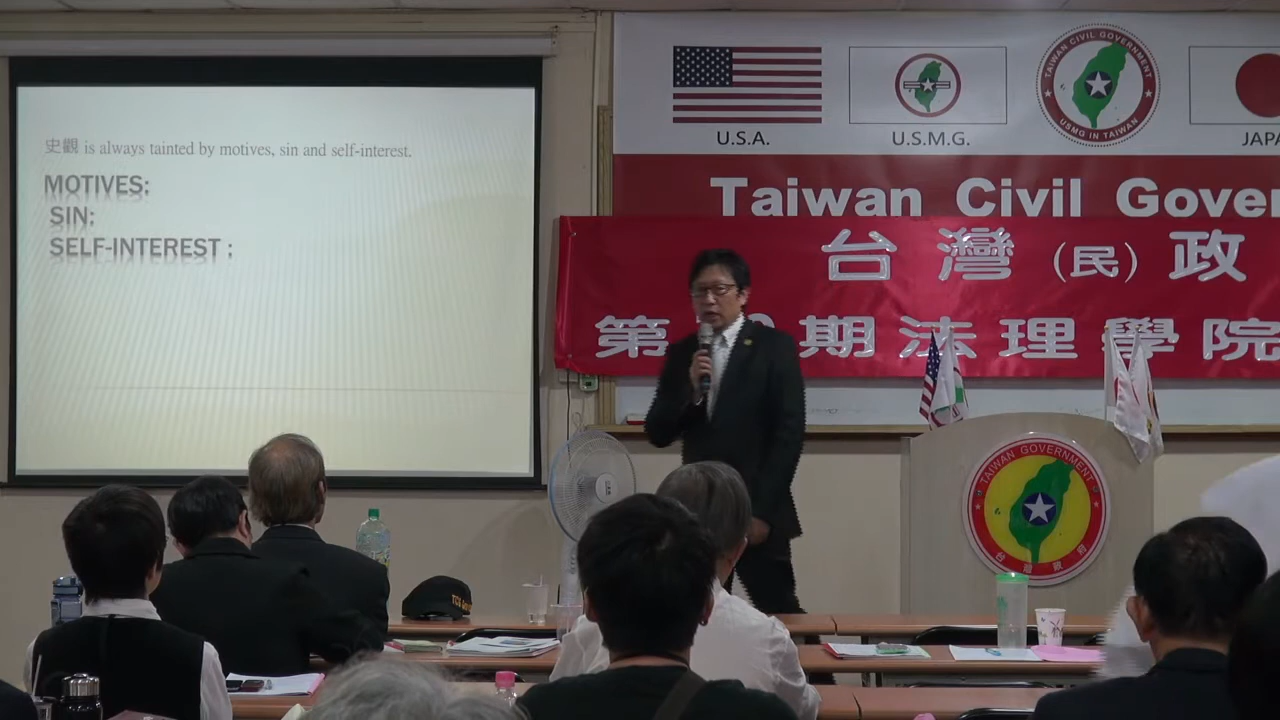 史觀 is always tainted by motives, sin and self-interest.
MOTIVES:
SIN:
SELF-INTEREST :
U.S.A.
U.S.M.G.
TAIWAN CIVIL GOVERNMENT
USMG IN TAIWAN
JAPA
Taiwan Civil Gover
台灣(民)政
第 期法理學院
TAIWAN GOVERNMENT
台灣政府